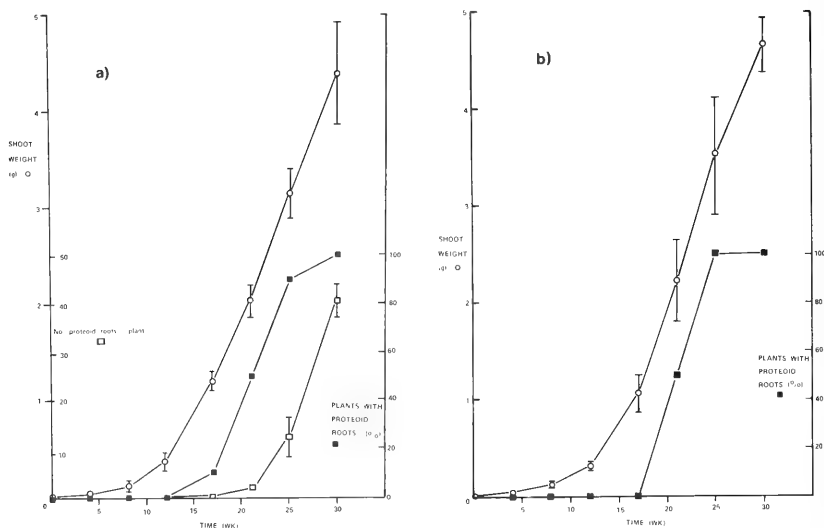 a)
5
4
3
2
1
SHOOT
WEIGHT
(g)
50
40
30
20
10
No proteoid roots plant
100
80
60
40
20
0
PLANTS WITH
PROTEOID
ROOTS
0 5 10 15 20 25 30
TIME (WK)
b)
5
4
3
2
1
SHOOT
WEIGHT
100
80
60
40
20
PLANTS WITH
PROTEOID
ROOTS
5 10 15 20 25 30
TIME (WK)